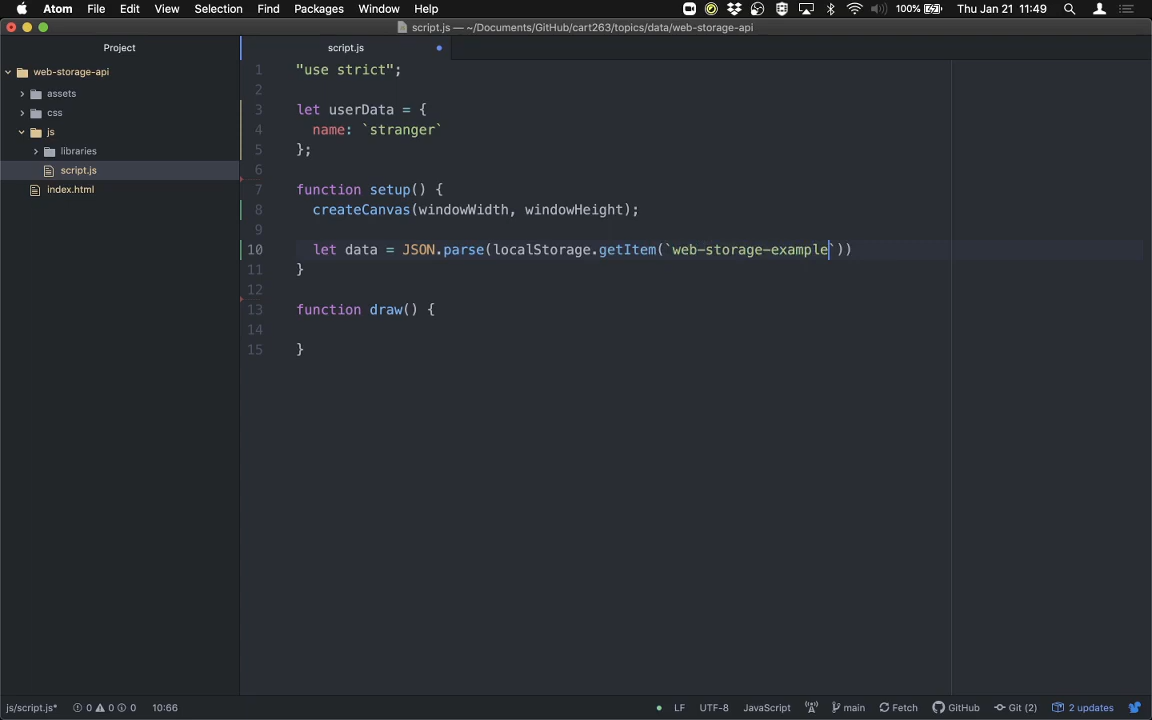 Atom File Edit View Selection Find Packages Window Help 100% Thu Jan 21 11:49
script.js — ~/Documents/GitHub/cart263/topics/data/web-storage-api
Project
script.js
web-storage-api
assets
css
js
libraries
script.js
index.html
1 "use strict";
2
3 let userData = {
4 name: `stranger`
5 };
6
7 function setup() {
8 createCanvas(windowWidth, windowHeight);
9
10 let data = JSON.parse(localStorage.getItem(`web-storage-example`))
11 }
12
13 function draw() {
14
15 }
js/script.js* 0 0 0 10:66 LF UTF-8 JavaScript main Fetch GitHub Git (2) 2 updates